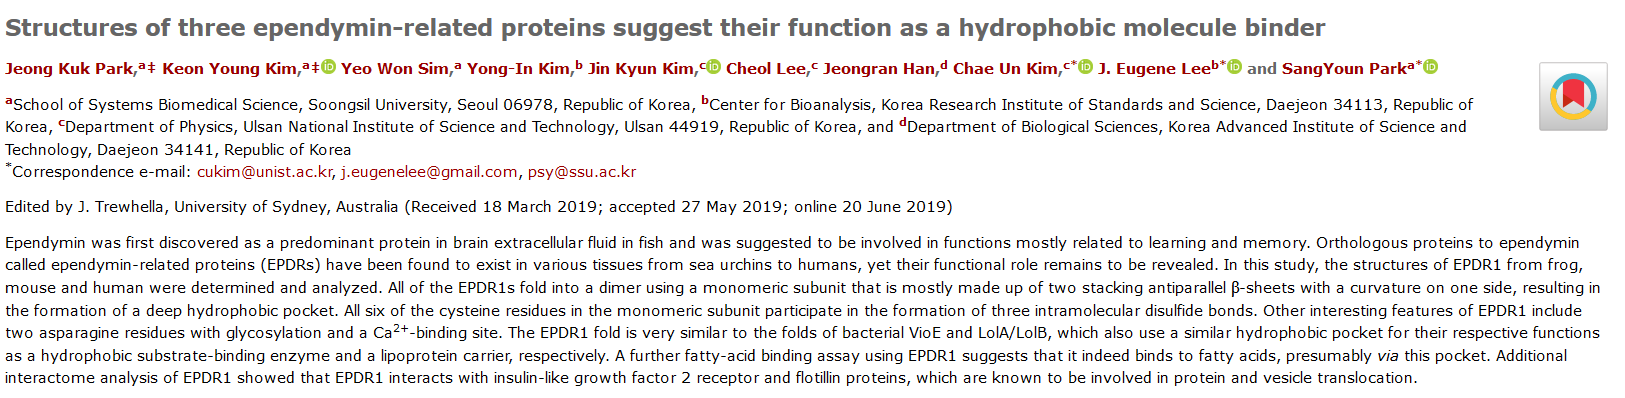 Structures of three ependymin-related proteins suggest their function as a hydrophobic molecule binder
Jeong Kuk Park,a‡ Keon Young Kim,a‡ Yeo Won Sim,a Yong-In Kim,b Jin Kyun Kim,c Cheol Lee,c Jeongran Han,d Chae Un Kim,c* J. Eugene Leeb* and SangYoun Parka*
aSchool of Systems Biomedical Science, Soongsil University, Seoul 06978, Republic of Korea, bCenter for Bioanalysis, Korea Research Institute of Standards and Science, Daejeon 34113, Republic of
Korea, cDepartment of Physics, Ulsan National Institute of Science and Technology, Ulsan 44919, Republic of Korea, and dDepartment of Biological Sciences, Korea Advanced Institute of Science and
Technology, Daejeon 34141, Republic of Korea
*Correspondence e-mail: cukim@unist.ac.kr, j.eugenelee@gmail.com, psy@ssu.ac.kr
Edited by J. Trewhella, University of Sydney, Australia (Received 18 March 2019; accepted 27 May 2019; online 20 June 2019)
Ependymin was first discovered as a predominant protein in brain extracellular fluid in fish and was suggested to be involved in functions mostly related to learning and memory. Orthologous proteins to ependymin
called ependymin-related proteins (EPDRs) have been found to exist in various tissues from sea urchins to humans, yet their functional role remains to be revealed. In this study, the structures of EPDR1 from frog,
mouse and human were determined and analyzed. All of the EPDR1s fold into a dimer using a monomeric subunit that is mostly made up of two stacking antiparallel β-sheets with a curvature on one side, resulting in
the formation of a deep hydrophobic pocket. All six of the cysteine residues in the monomeric subunit participate in the formation of three intramolecular disulfide bonds. Other interesting features of EPDR1 include
two asparagine residues with glycosylation and a Ca2+-binding site. The EPDR1 fold is very similar to the folds of bacterial VioE and LolA/LolB, which also use a similar hydrophobic pocket for their respective functions
as a hydrophobic substrate-binding enzyme and a lipoprotein carrier, respectively. A further fatty-acid binding assay using EPDR1 suggests that it indeed binds to fatty acids, presumably via this pocket. Additional
interactome analysis of EPDR1 showed that EPDR1 interacts with insulin-like growth factor 2 receptor and flotillin proteins, which are known to be involved in protein and vesicle translocation.